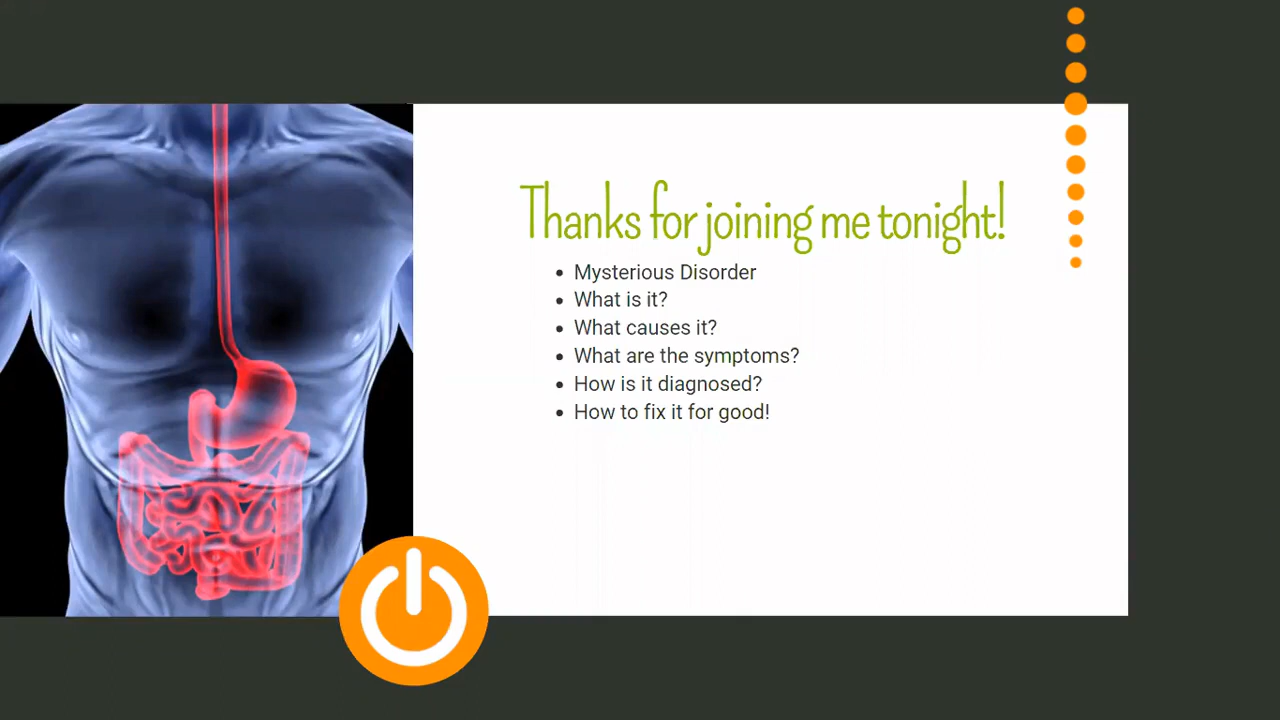 Thanks for joining me tonight!
• Mysterious Disorder
• What is it?
• What causes it?
• What are the symptoms?
• How is it diagnosed?
• How to fix it for good!